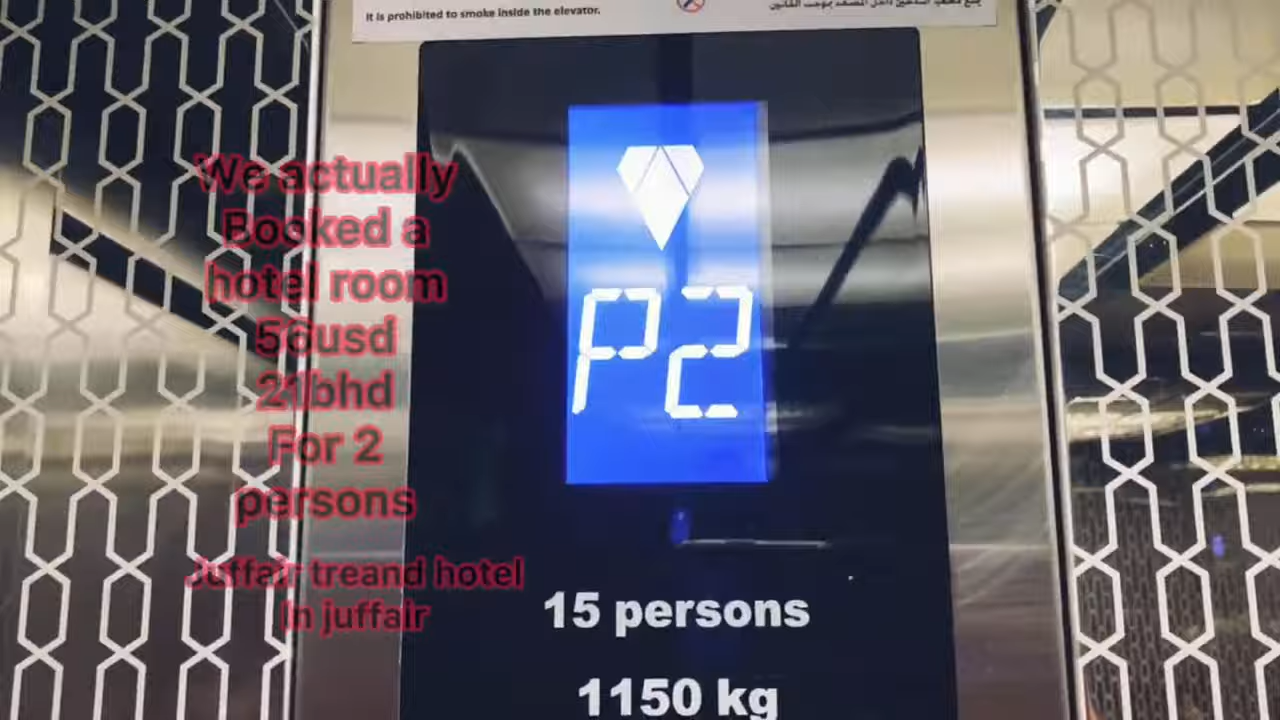 It is prohibited to smoke inside the elevator.
We actually
Booked a
hotel room
56usd
21bhd
For 2
persons
Juffair treand hotel
In juffair
P2
15 persons
1150 kg